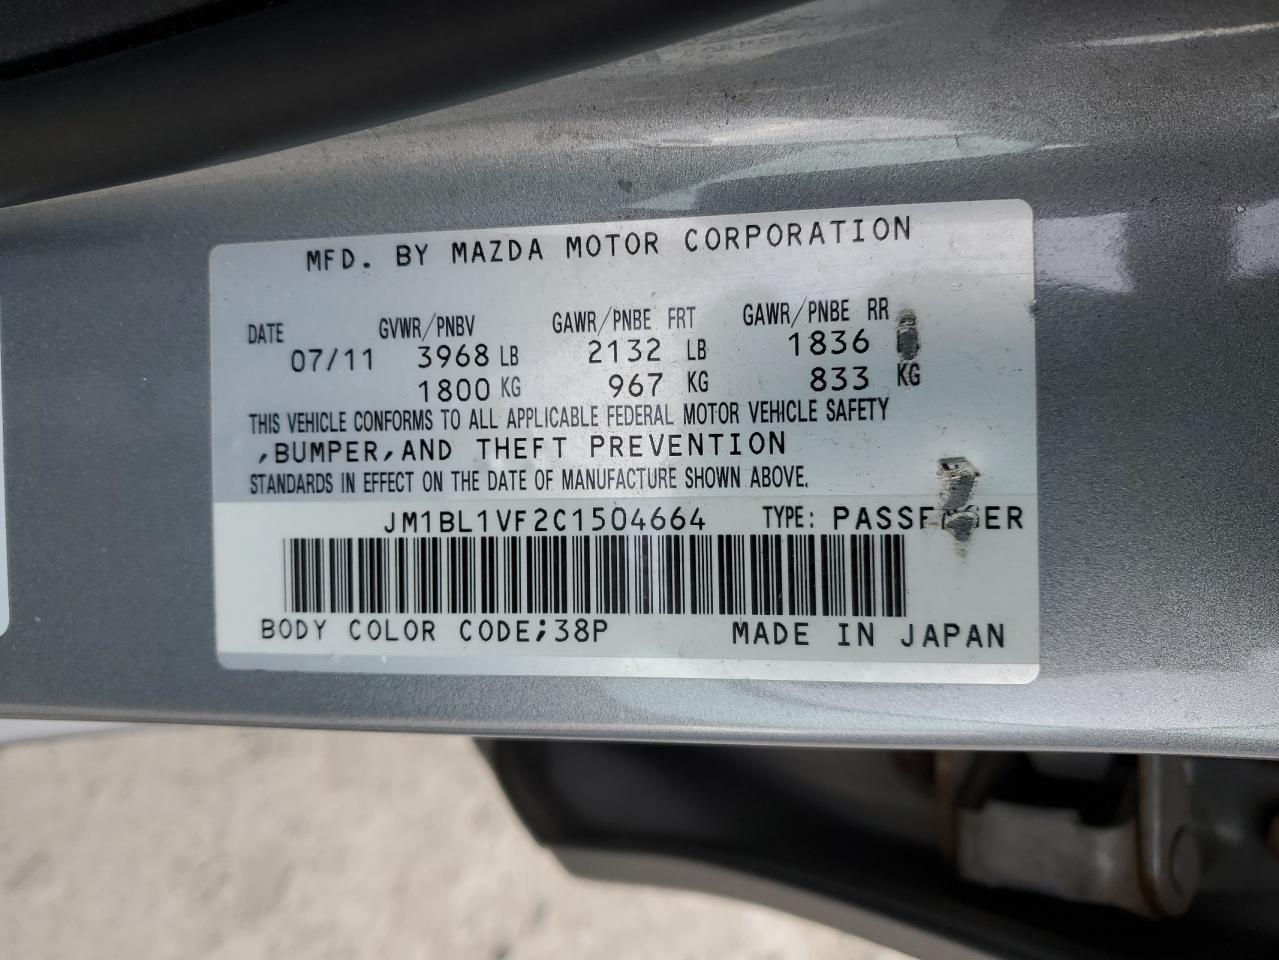 MFD. BY MAZDA MOTOR CORPORATION
DATE GVWR/PNBV GAWR/PNBE FRT GAWR/PNBE RR
07/11 3968 LB 2132 LB 1836
1800 KG 967 KG 833 KG
THIS VEHICLE CONFORMS TO ALL APPLICABLE FEDERAL MOTOR VEHICLE SAFETY
,BUMPER,AND THEFT PREVENTION
STANDARDS IN EFFECT ON THE DATE OF MANUFACTURE SHOWN ABOVE.
JM1BL1VF2C1504664 TYPE: PASSENGER
BODY COLOR CODE;38P MADE IN JAPAN